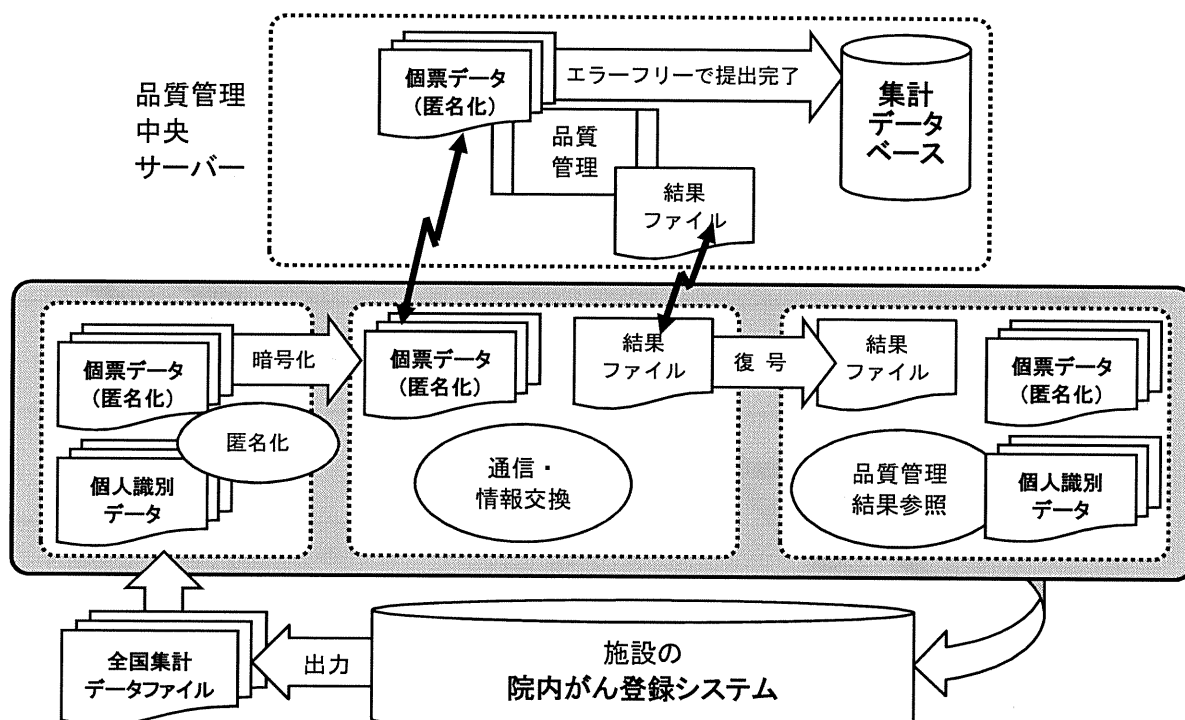 品質管理
中央
サーバー
個票データ
(匿名化)
エラーフリーで提出完了
集計
データ
ベース
品質
管理
結果
ファイル
個票データ
(匿名化)
暗号化
匿名化
個人識別
データ
個票データ
(匿名化)
結果
ファイル
復 号
通信・
情報交換
結果
ファイル
個票データ
(匿名化)
品質管理
結果参照
個人識別
データ
全国集計
データファイル
出力
施設の
院内がん登録システム